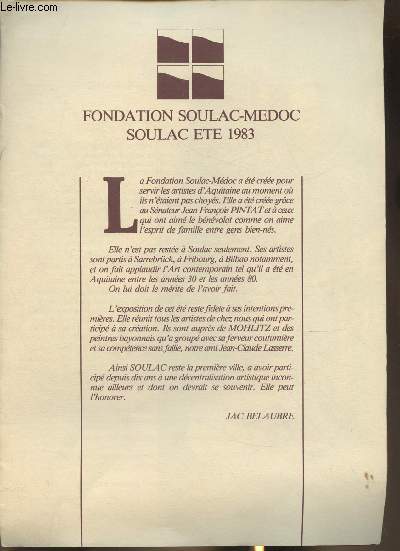 © Le-livre.com
FONDATION SOULAC-MEDOC
SOULAC ETE 1983
La Fondation Soulac-Médoc a été créée pour
servir les artistes d'Aquitaine au moment où
ils n'étaient pas choyés. Elle a été créée grâce
au Sénateur Jean François PINTAT et à ceux
qui ont aimé le bénévolat comme on aime
l'esprit de famille entre gens bien-nés.
Elle n'est pas restée à Soulac seulement. Ses artistes
sont partis à Sarrebrück, à Fribourg, à Bilbao notamment,
et on fait applaudir l'Art contemporain tel qu'il a été en
Aquitaine entre les années 30 et les années 80.
On lui doit le mérite de l'avoir fait.
L'exposition de cet été reste fidèle à ses intentions pre-
mières. Elle réunit tous les artistes de chez nous qui ont par-
ticipé à sa création. Ils sont auprès de MOHLITZ et des
peintres bayonnais qu'a groupé avec sa ferveur coutumière
et sa compétence sans faille, notre ami Jean-Claude Lasserre.
Ainsi SOULAC reste la première ville, a avoir parti-
cipé depuis dix ans à une décentralisation artistique incon-
nue ailleurs et dont on devrait se souvenir. Elle peut
l'honorer.
JAC BELAUBRE